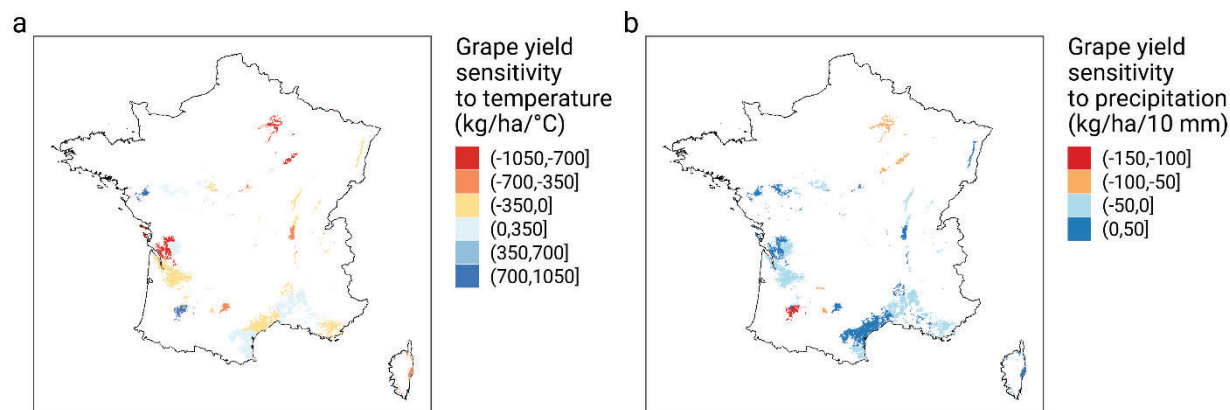 a
Grape yield
sensitivity
to temperature
(kg/ha/°C)
(-1050,-700]
(-700,-350]
(-350,0]
(0,350]
(350,700]
(700,1050]
b
Grape yield
sensitivity
to precipitation
(kg/ha/10 mm)
(-150,-100]
(-100,-50]
(-50,0]
(0,50]